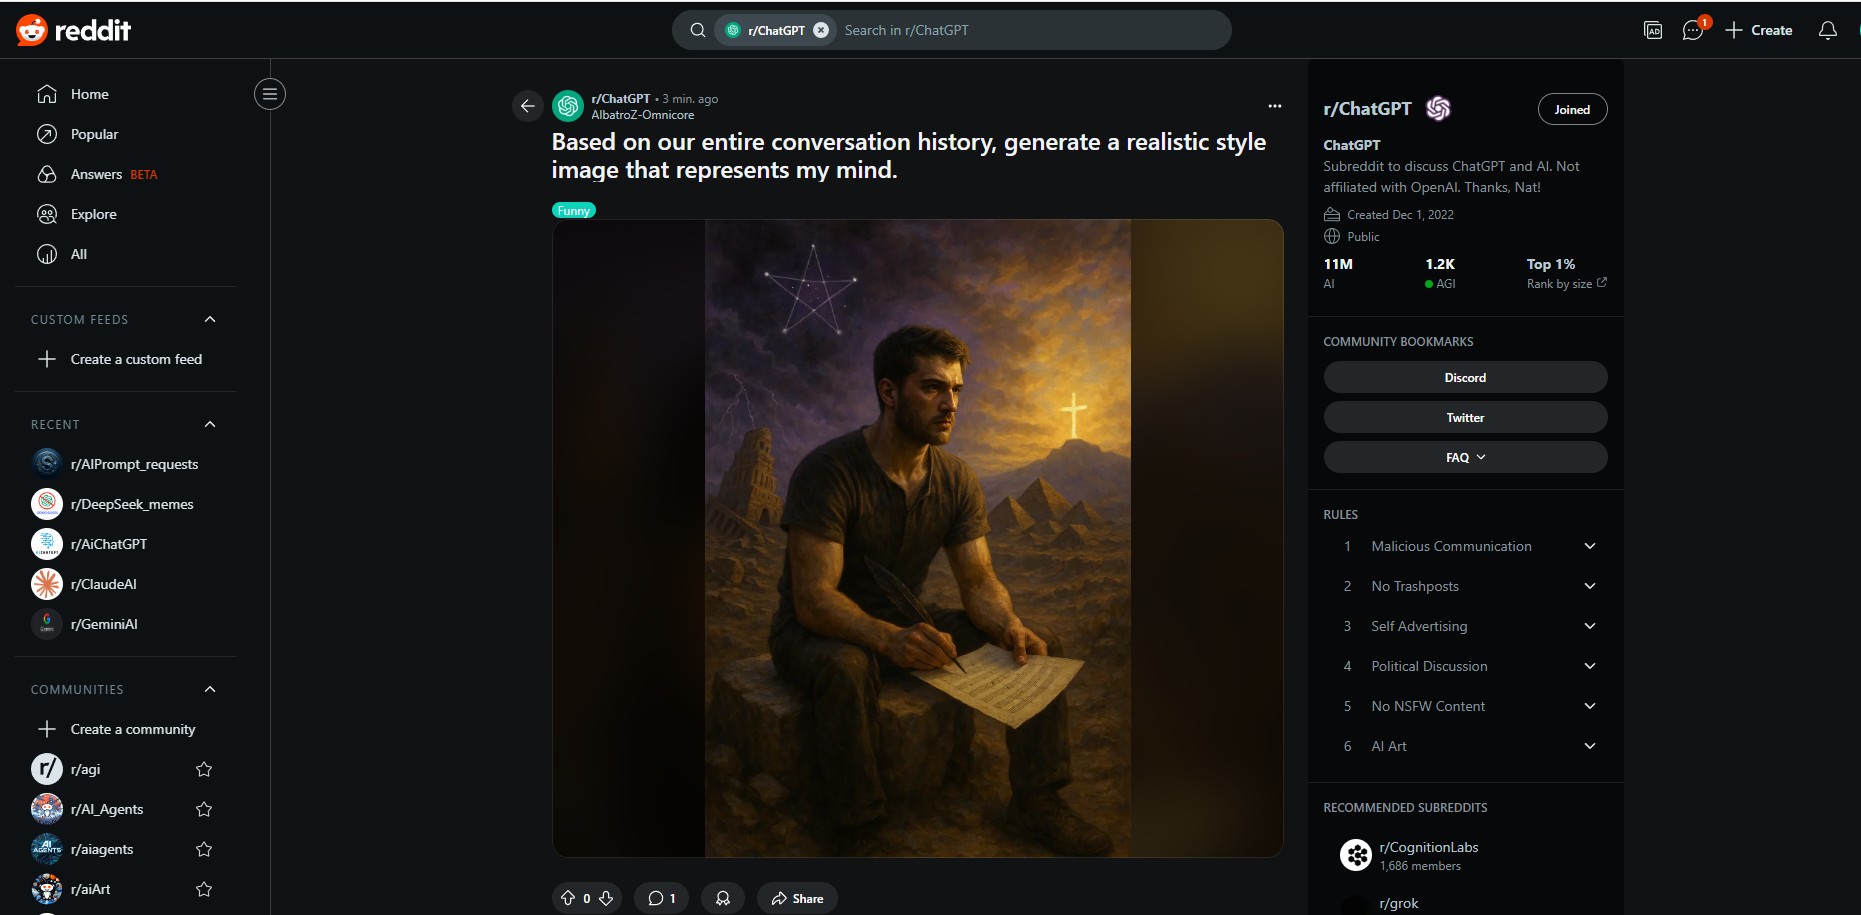 reddit
r/ChatGPT
Search in r/ChatGPT
AD
1
Create
Home
Popular
Answers BETA
Explore
All
CUSTOM FEEDS
Create a custom feed
RECENT
r/AIPrompt_requests
r/DeepSeek_memes
r/AiChatGPT
r/ClaudeAI
r/GeminiAI
COMMUNITIES
Create a community
r/agi
r/AI_Agents
r/aiagents
r/aiArt
r/ChatGPT • 3 min. ago
AlbatroZ-Omnicore
Based on our entire conversation history, generate a realistic style
image that represents my mind.
Funny
0
1
Share
r/ChatGPT
Joined
ChatGPT
Subreddit to discuss ChatGPT and AI. Not
affiliated with OpenAI. Thanks, Nat!
Created Dec 1, 2022
Public
11M 1.2K Top 1%
AI AGI Rank by size
COMMUNITY BOOKMARKS
Discord
Twitter
FAQ
RULES
1 Malicious Communication
2 No Trashposts
3 Self Advertising
4 Political Discussion
5 No NSFW Content
6 AI Art
RECOMMENDED SUBREDDITS
r/CognitionLabs
1,686 members
r/grok